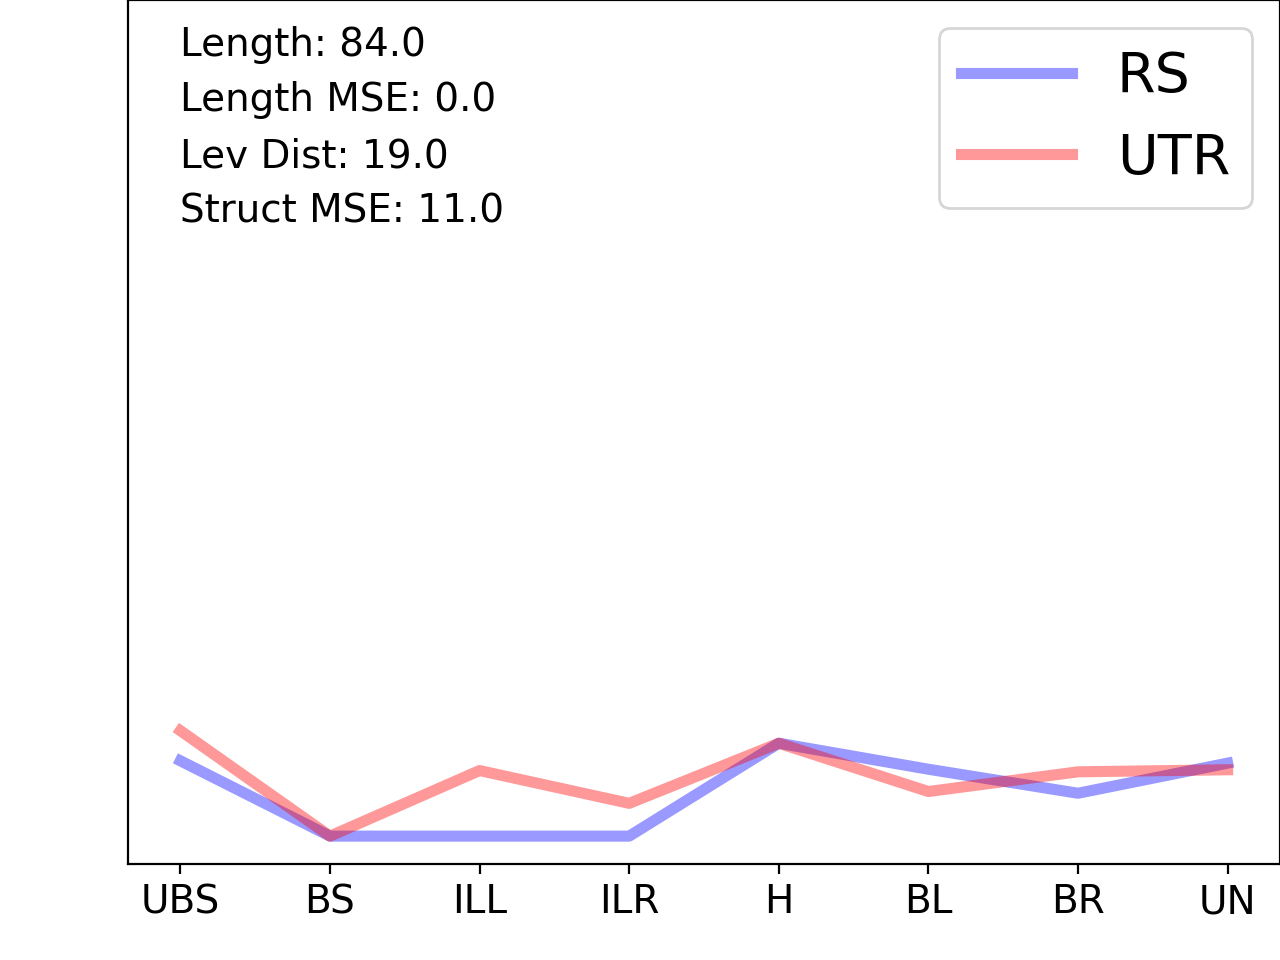 Length: 84.0
Length MSE: 0.0
Lev Dist: 19.0
Struct MSE: 11.0
RS
UTR
UBS BS ILL ILR H BL BR UN